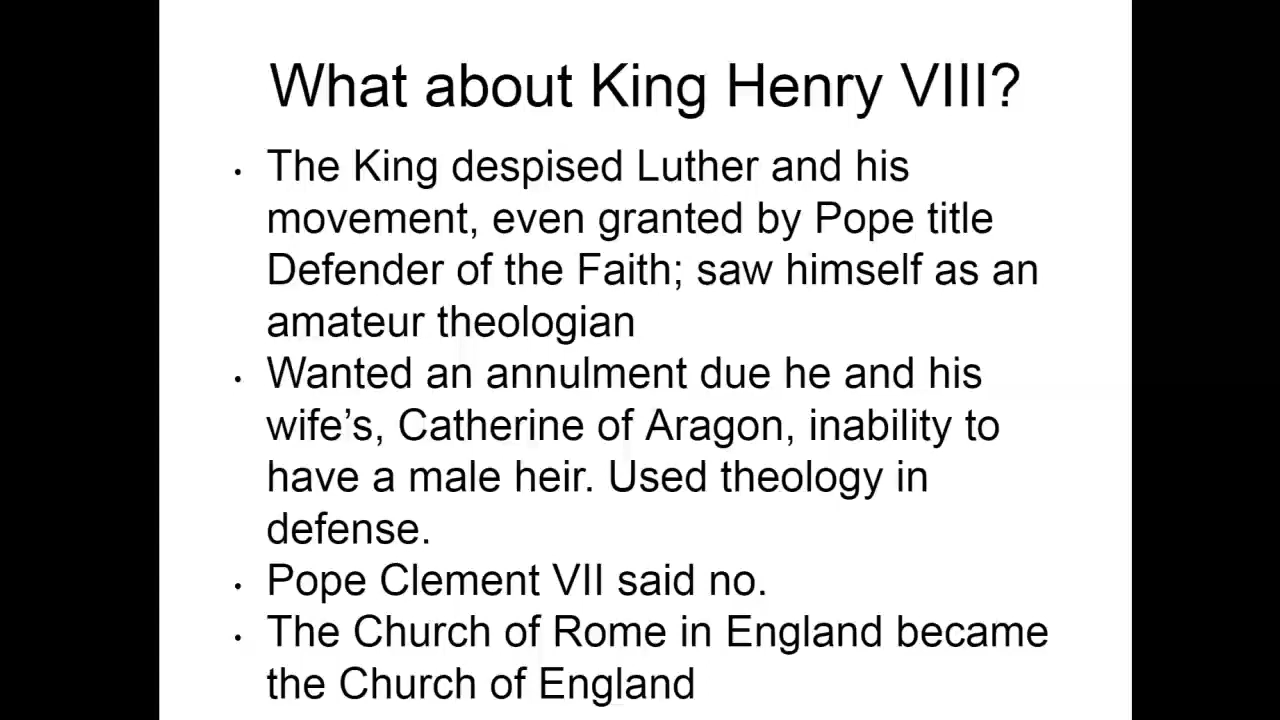 What about King Henry VIII?
• The King despised Luther and his
movement, even granted by Pope title
Defender of the Faith; saw himself as an
amateur theologian
• Wanted an annulment due he and his
wife’s, Catherine of Aragon, inability to
have a male heir. Used theology in
defense.
• Pope Clement VII said no.
• The Church of Rome in England became
the Church of England